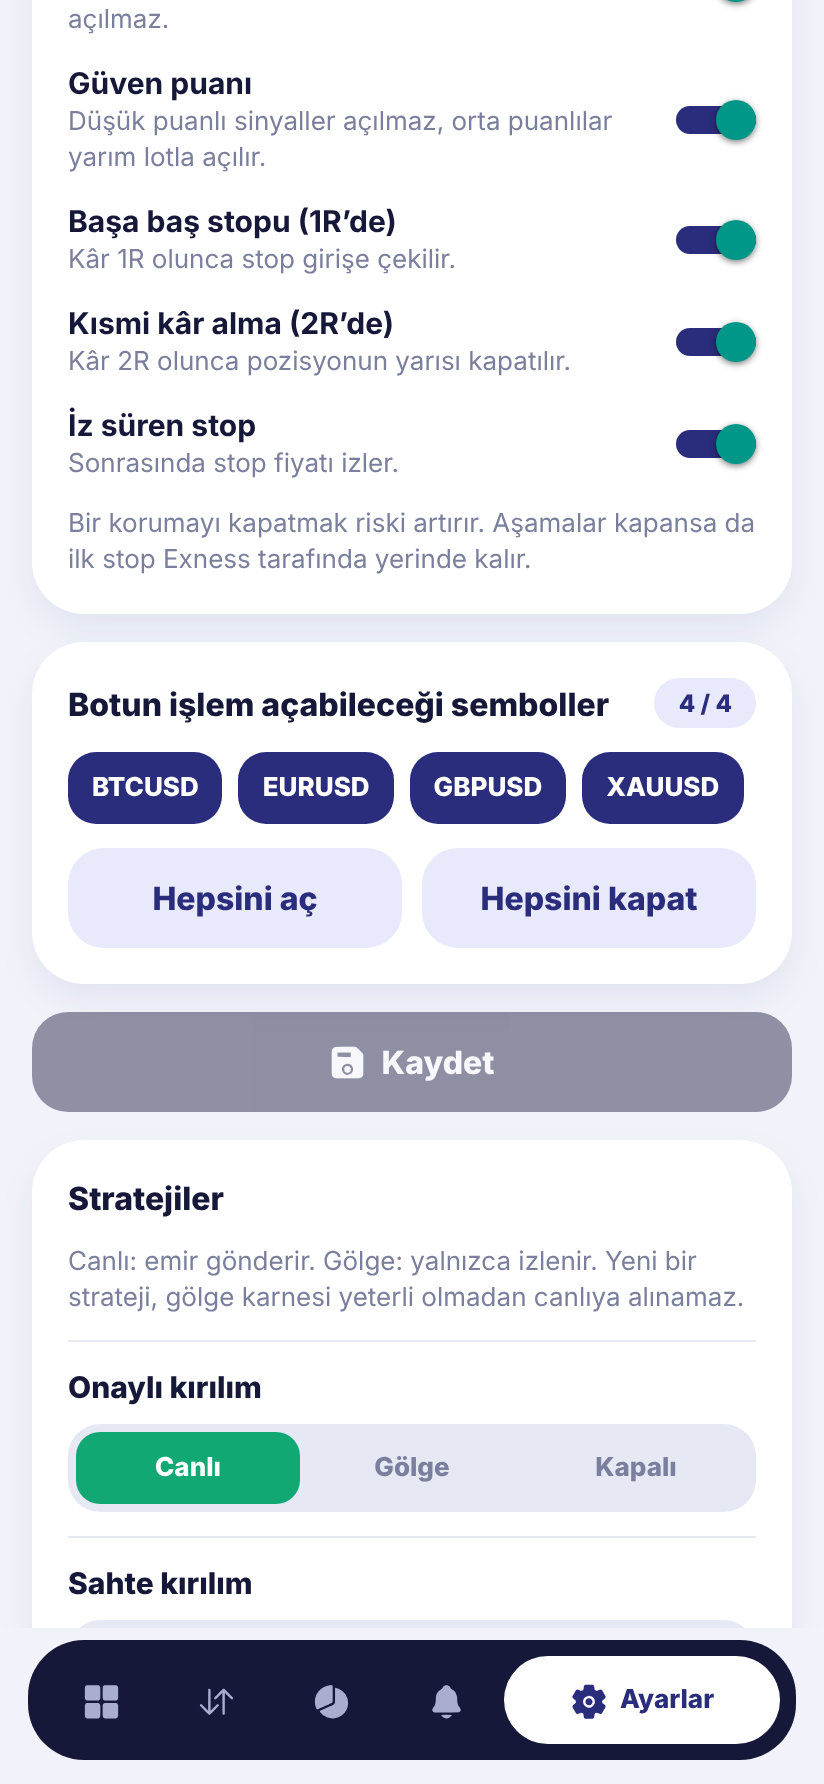 açılmaz.
Güven puanı
Düşük puanlı sinyaller açılmaz, orta puanlılar
yarım lotla açılır.
Başa baş stopu (1R’de)
Kâr 1R olunca stop girişe çekilir.
Kısmi kâr alma (2R’de)
Kâr 2R olunca pozisyonun yarısı kapatılır.
İz süren stop
Sonrasında stop fiyatı izler.
Bir korumayı kapatmak riski artırır. Aşamalar kapansa da
ilk stop Exness tarafında yerinde kalır.
Botun işlem açabileceği semboller 4 / 4
BTCUSD EURUSD GBPUSD XAUUSD
Hepsini aç Hepsini kapat
Kaydet
Stratejiler
Canlı: emir gönderir. Gölge: yalnızca izlenir. Yeni bir
strateji, gölge karnesi yeterli olmadan canlıya alınamaz.
Onaylı kırılım
Canlı Gölge Kapalı
Sahte kırılım
Ayarlar